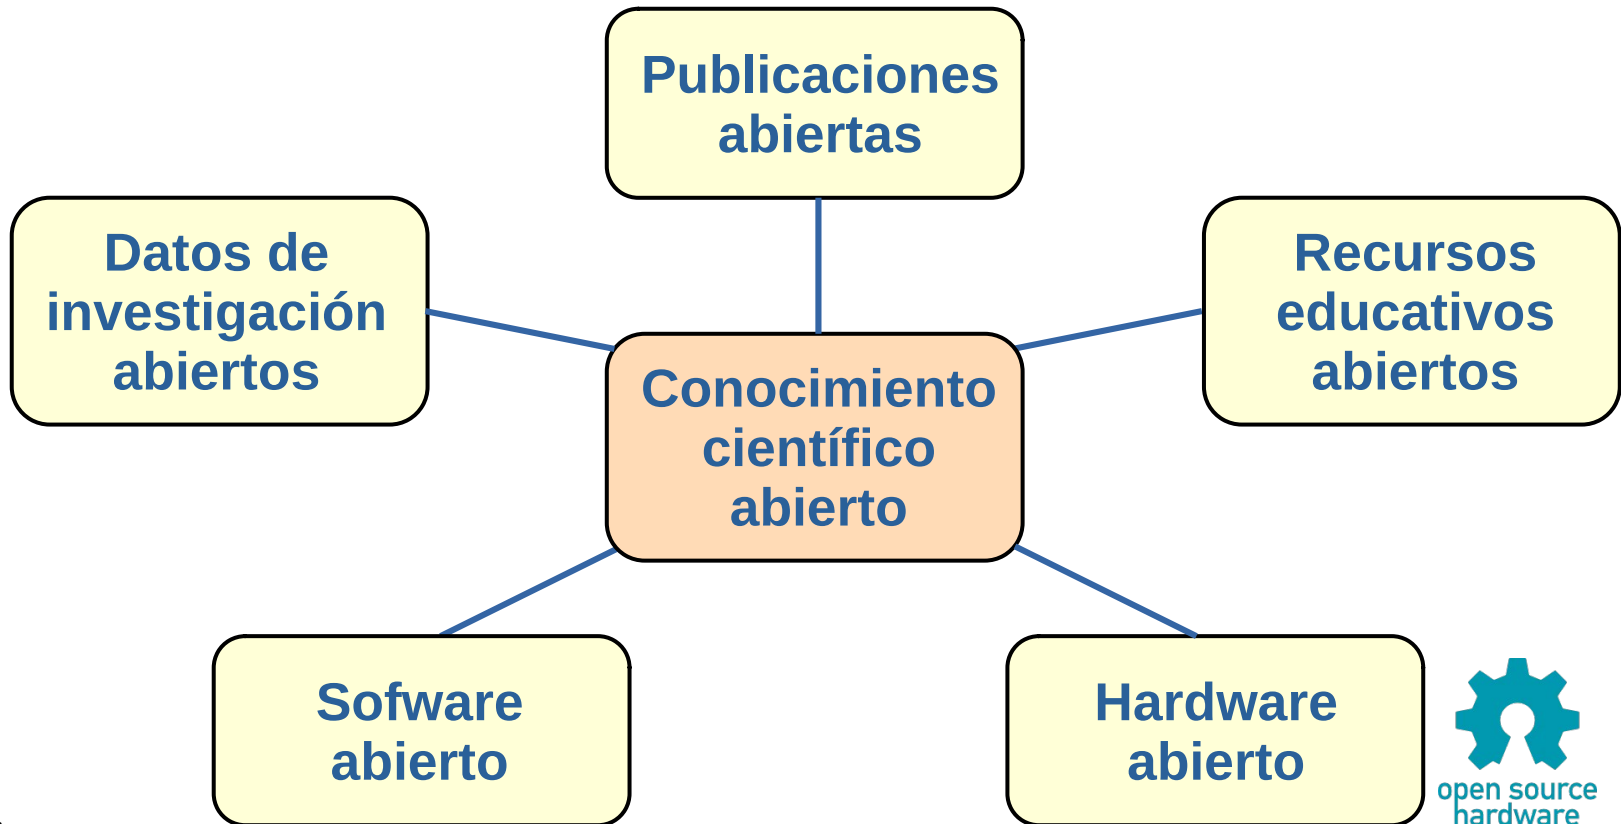 Publicaciones
abiertas
Datos de
investigación
abiertos
Recursos
educativos
abiertos
Conocimiento
científico
abierto
Sofware
abierto
Hardware
abierto
open source
hardware